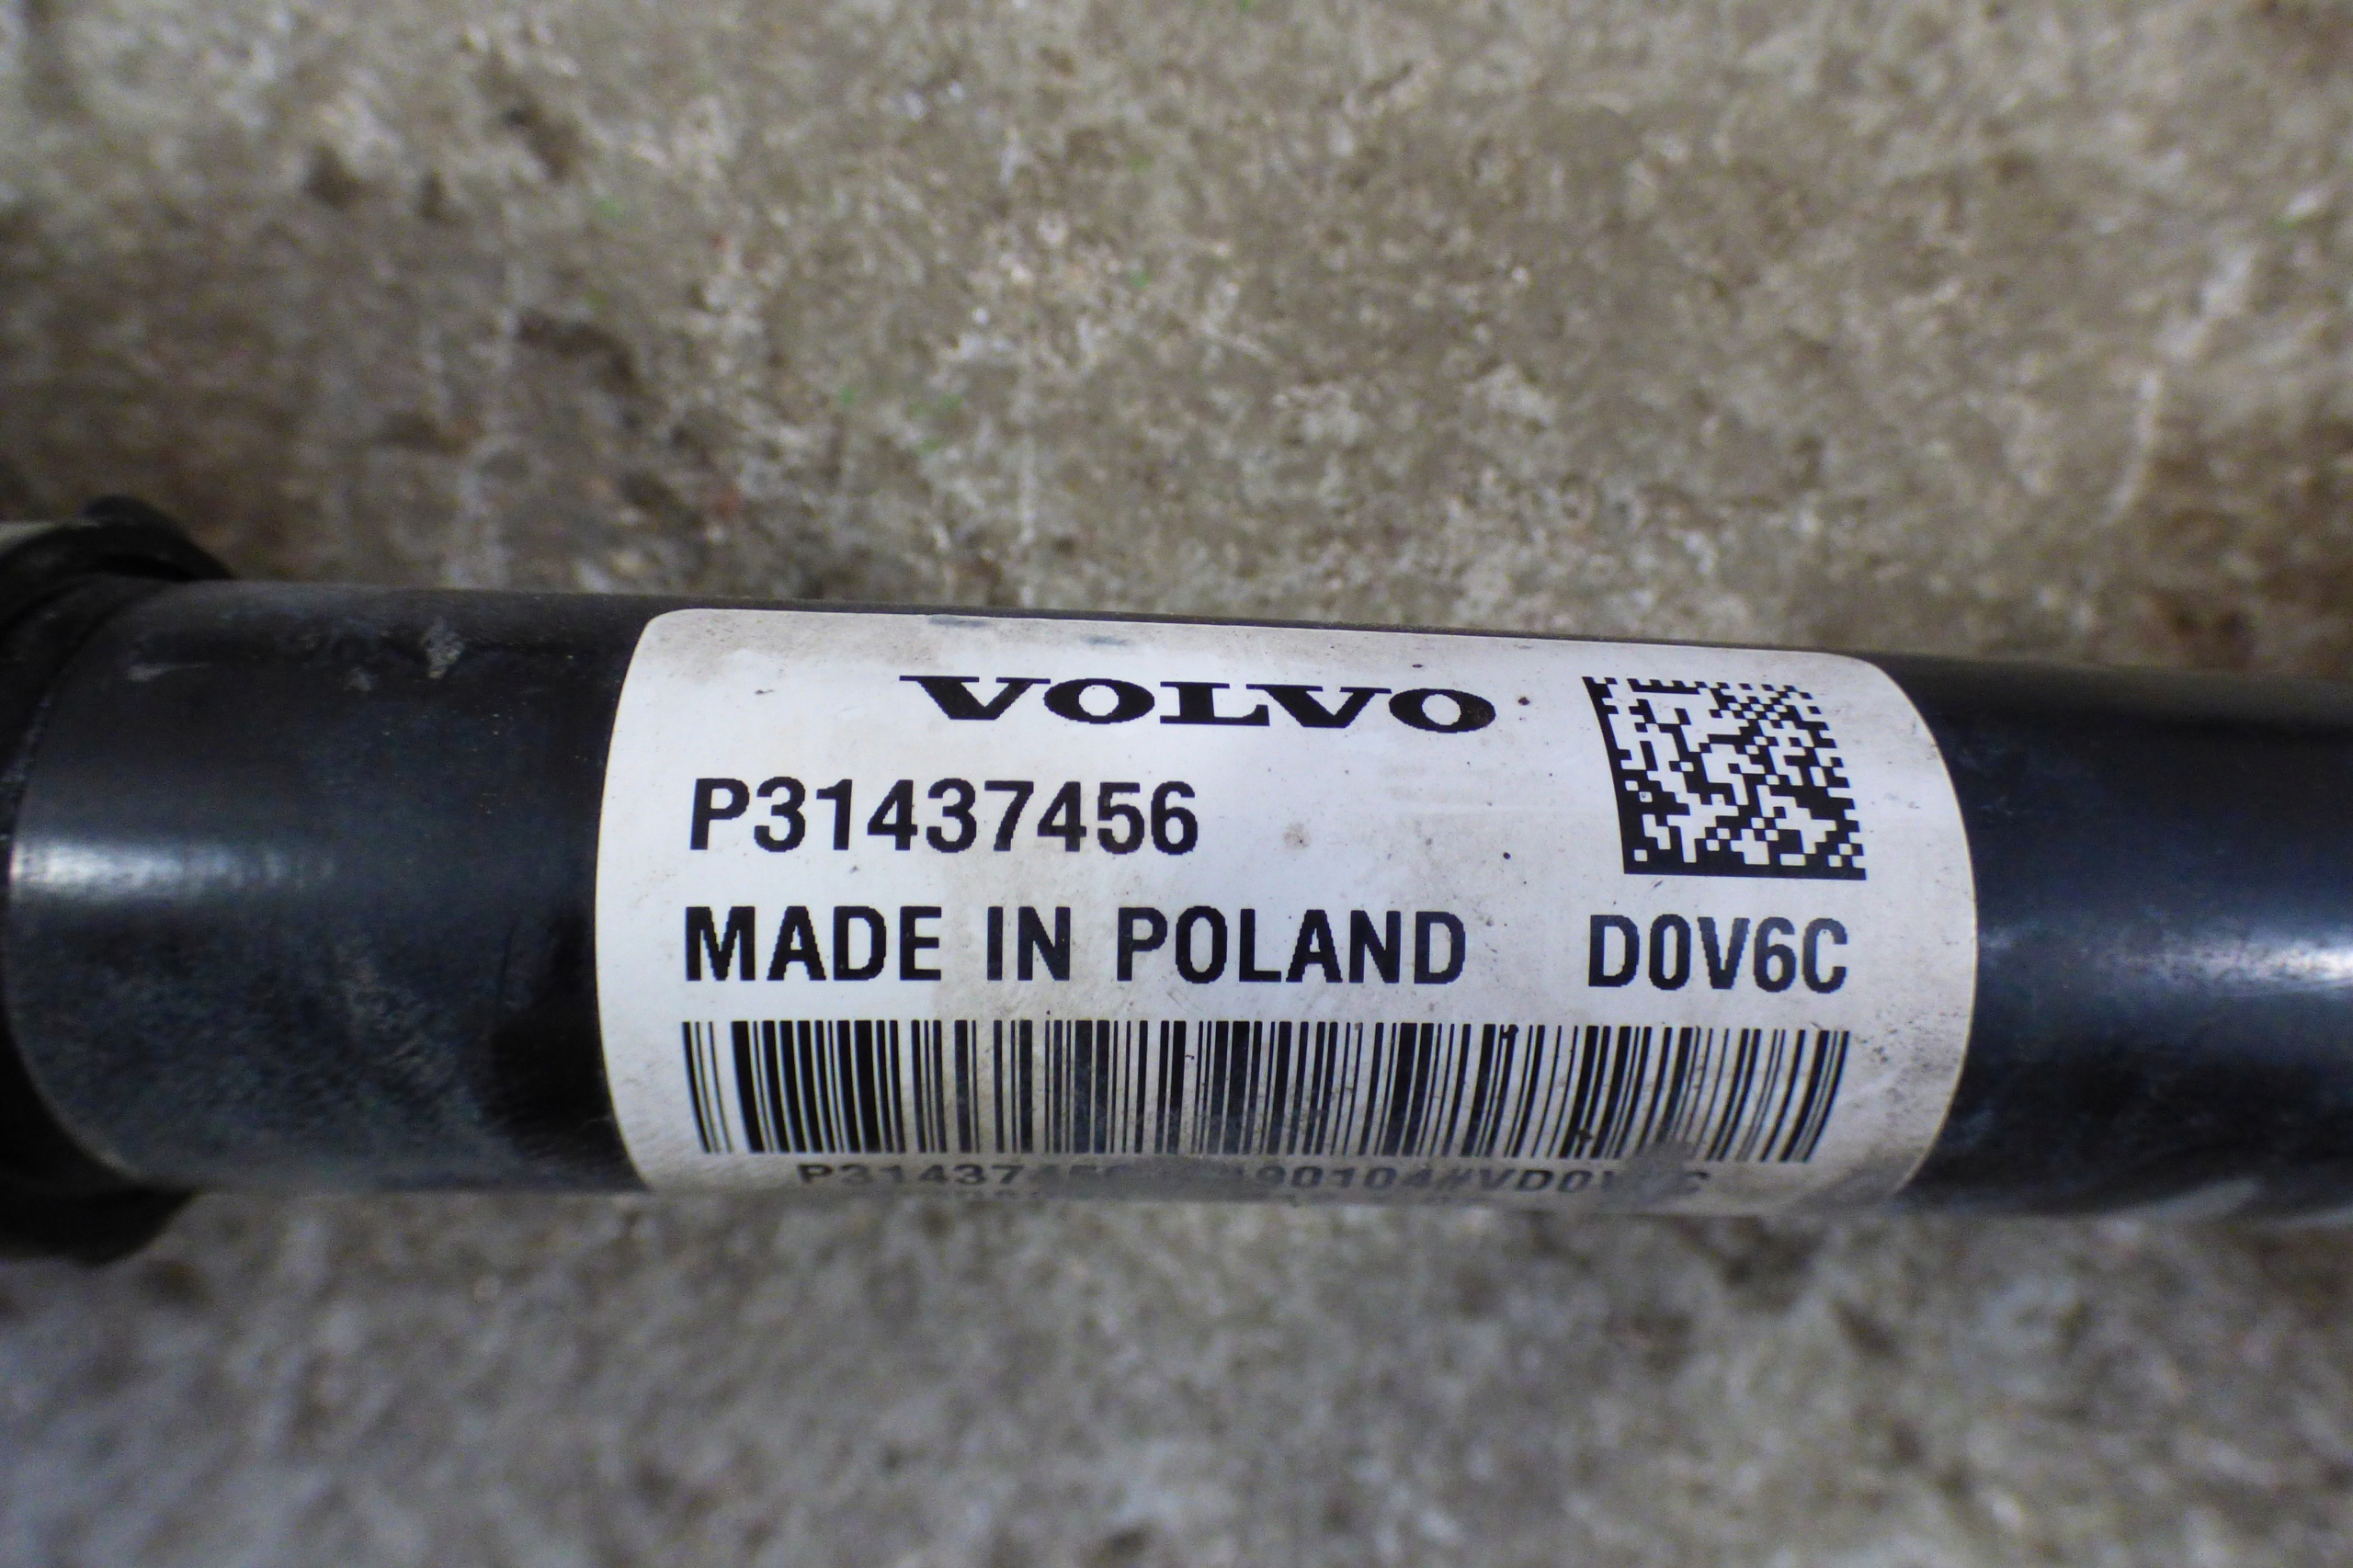 VOLVO
P31437456
MADE IN POLAND D0V6C